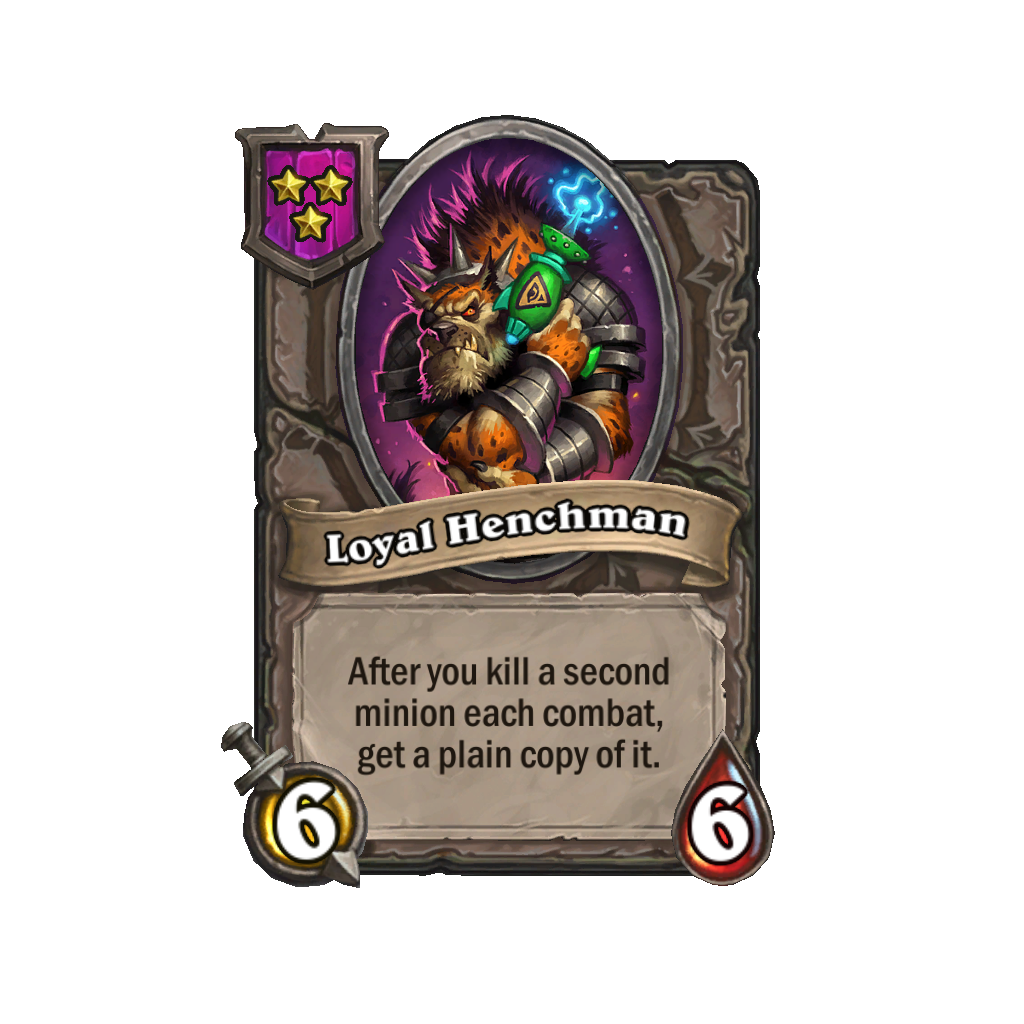 Loyal Henchman
After you kill a second
minion each combat,
get a plain copy of it.
6
6